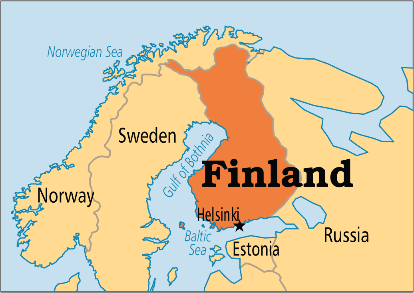 Norwegian Sea
Sweden
Gulf of Bothnia
Finland
Norway
Helsinki
Baltic
Sea
Estonia
Russia